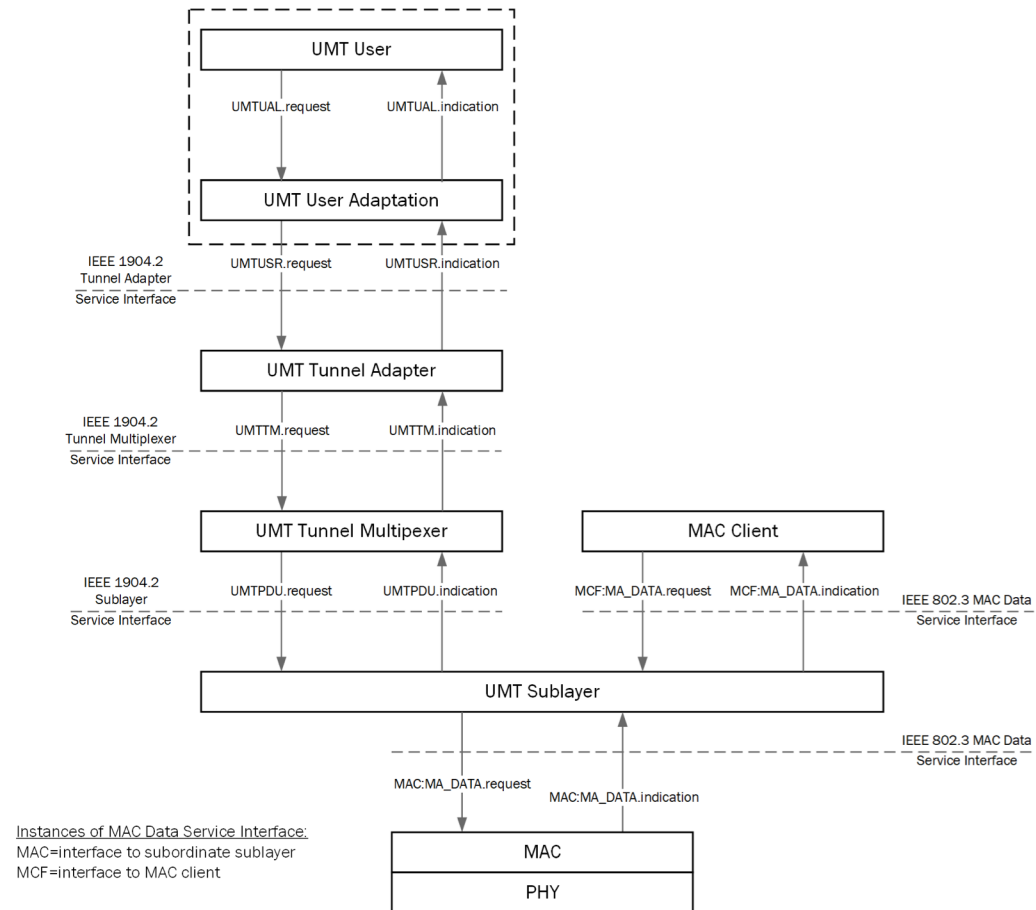 UMT User
UMTUAL.request
UMTUAL.indication
UMT User Adaptation
IEEE 1904.2
Tunnel Adapter
Service Interface
UMTUSR.request
UMTUSR.indication
UMT Tunnel Adapter
IEEE 1904.2
Tunnel Multiplexer
Service Interface
UMTTM.request
UMTTM.indication
UMT Tunnel Multipexer
MAC Client
IEEE 1904.2
Sublayer
Service Interface
UMTPDU.request
UMTPDU.indication
MCF:MA_DATA.request
MCF:MA_DATA.indication
IEEE 802.3 MAC Data
Service Interface
UMT Sublayer
IEEE 802.3 MAC Data
Service Interface
MAC:MA_DATA.request
MAC:MA_DATA.indication
Instances of MAC Data Service Interface:
MAC=interface to subordinate sublayer
MCF=interface to MAC client
MAC
PHY